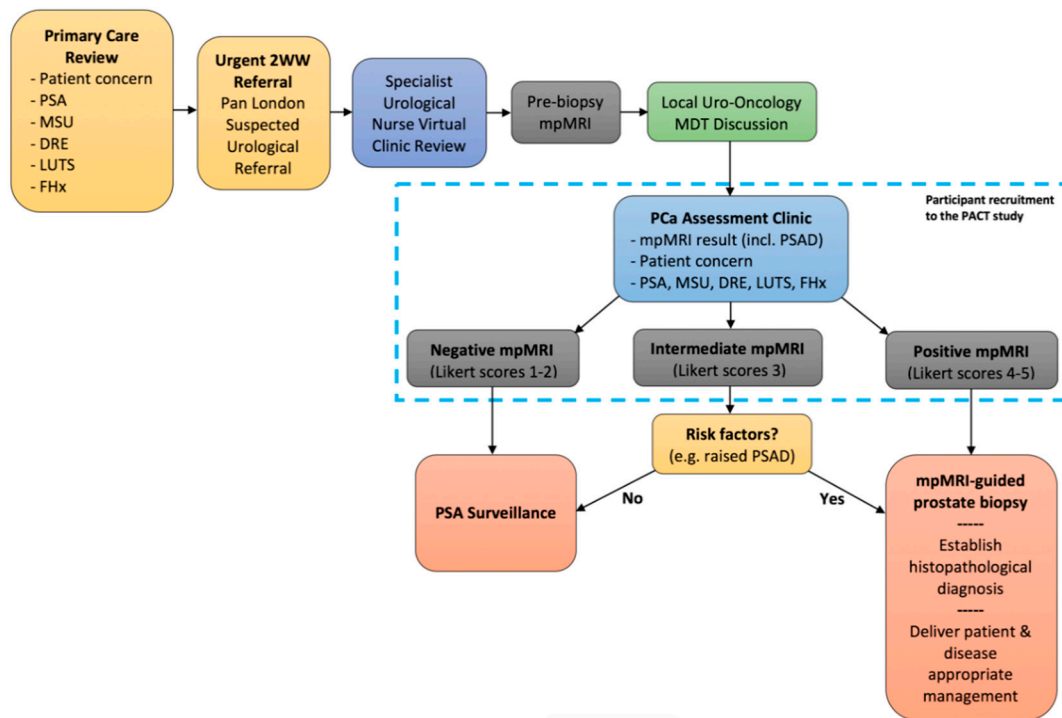 Primary Care
Review
- Patient concern
- PSA
- MSU
- DRE
- LUTS
- FHx
Urgent 2WW
Referral
Pan London
Suspected
Urological
Referral
Specialist
Urological
Nurse Virtual
Clinic Review
Pre-biopsy
mpMRI
Local Uro-Oncology
MDT Discussion
Participant recruitment
to the PACT study
PCa Assessment Clinic
- mpMRI result (incl. PSAD)
- Patient concern
- PSA, MSU, DRE, LUTS, FHx
Negative mpMRI
(Likert scores 1-2)
Intermediate mpMRI
(Likert scores 3)
Positive mpMRI
(Likert scores 4-5)
Risk factors?
(e.g. raised PSAD)
No
Yes
PSA Surveillance
mpMRI-guided
prostate biopsy
-----
Establish
histopathological
diagnosis
-----
Deliver patient &
disease
appropriate
management